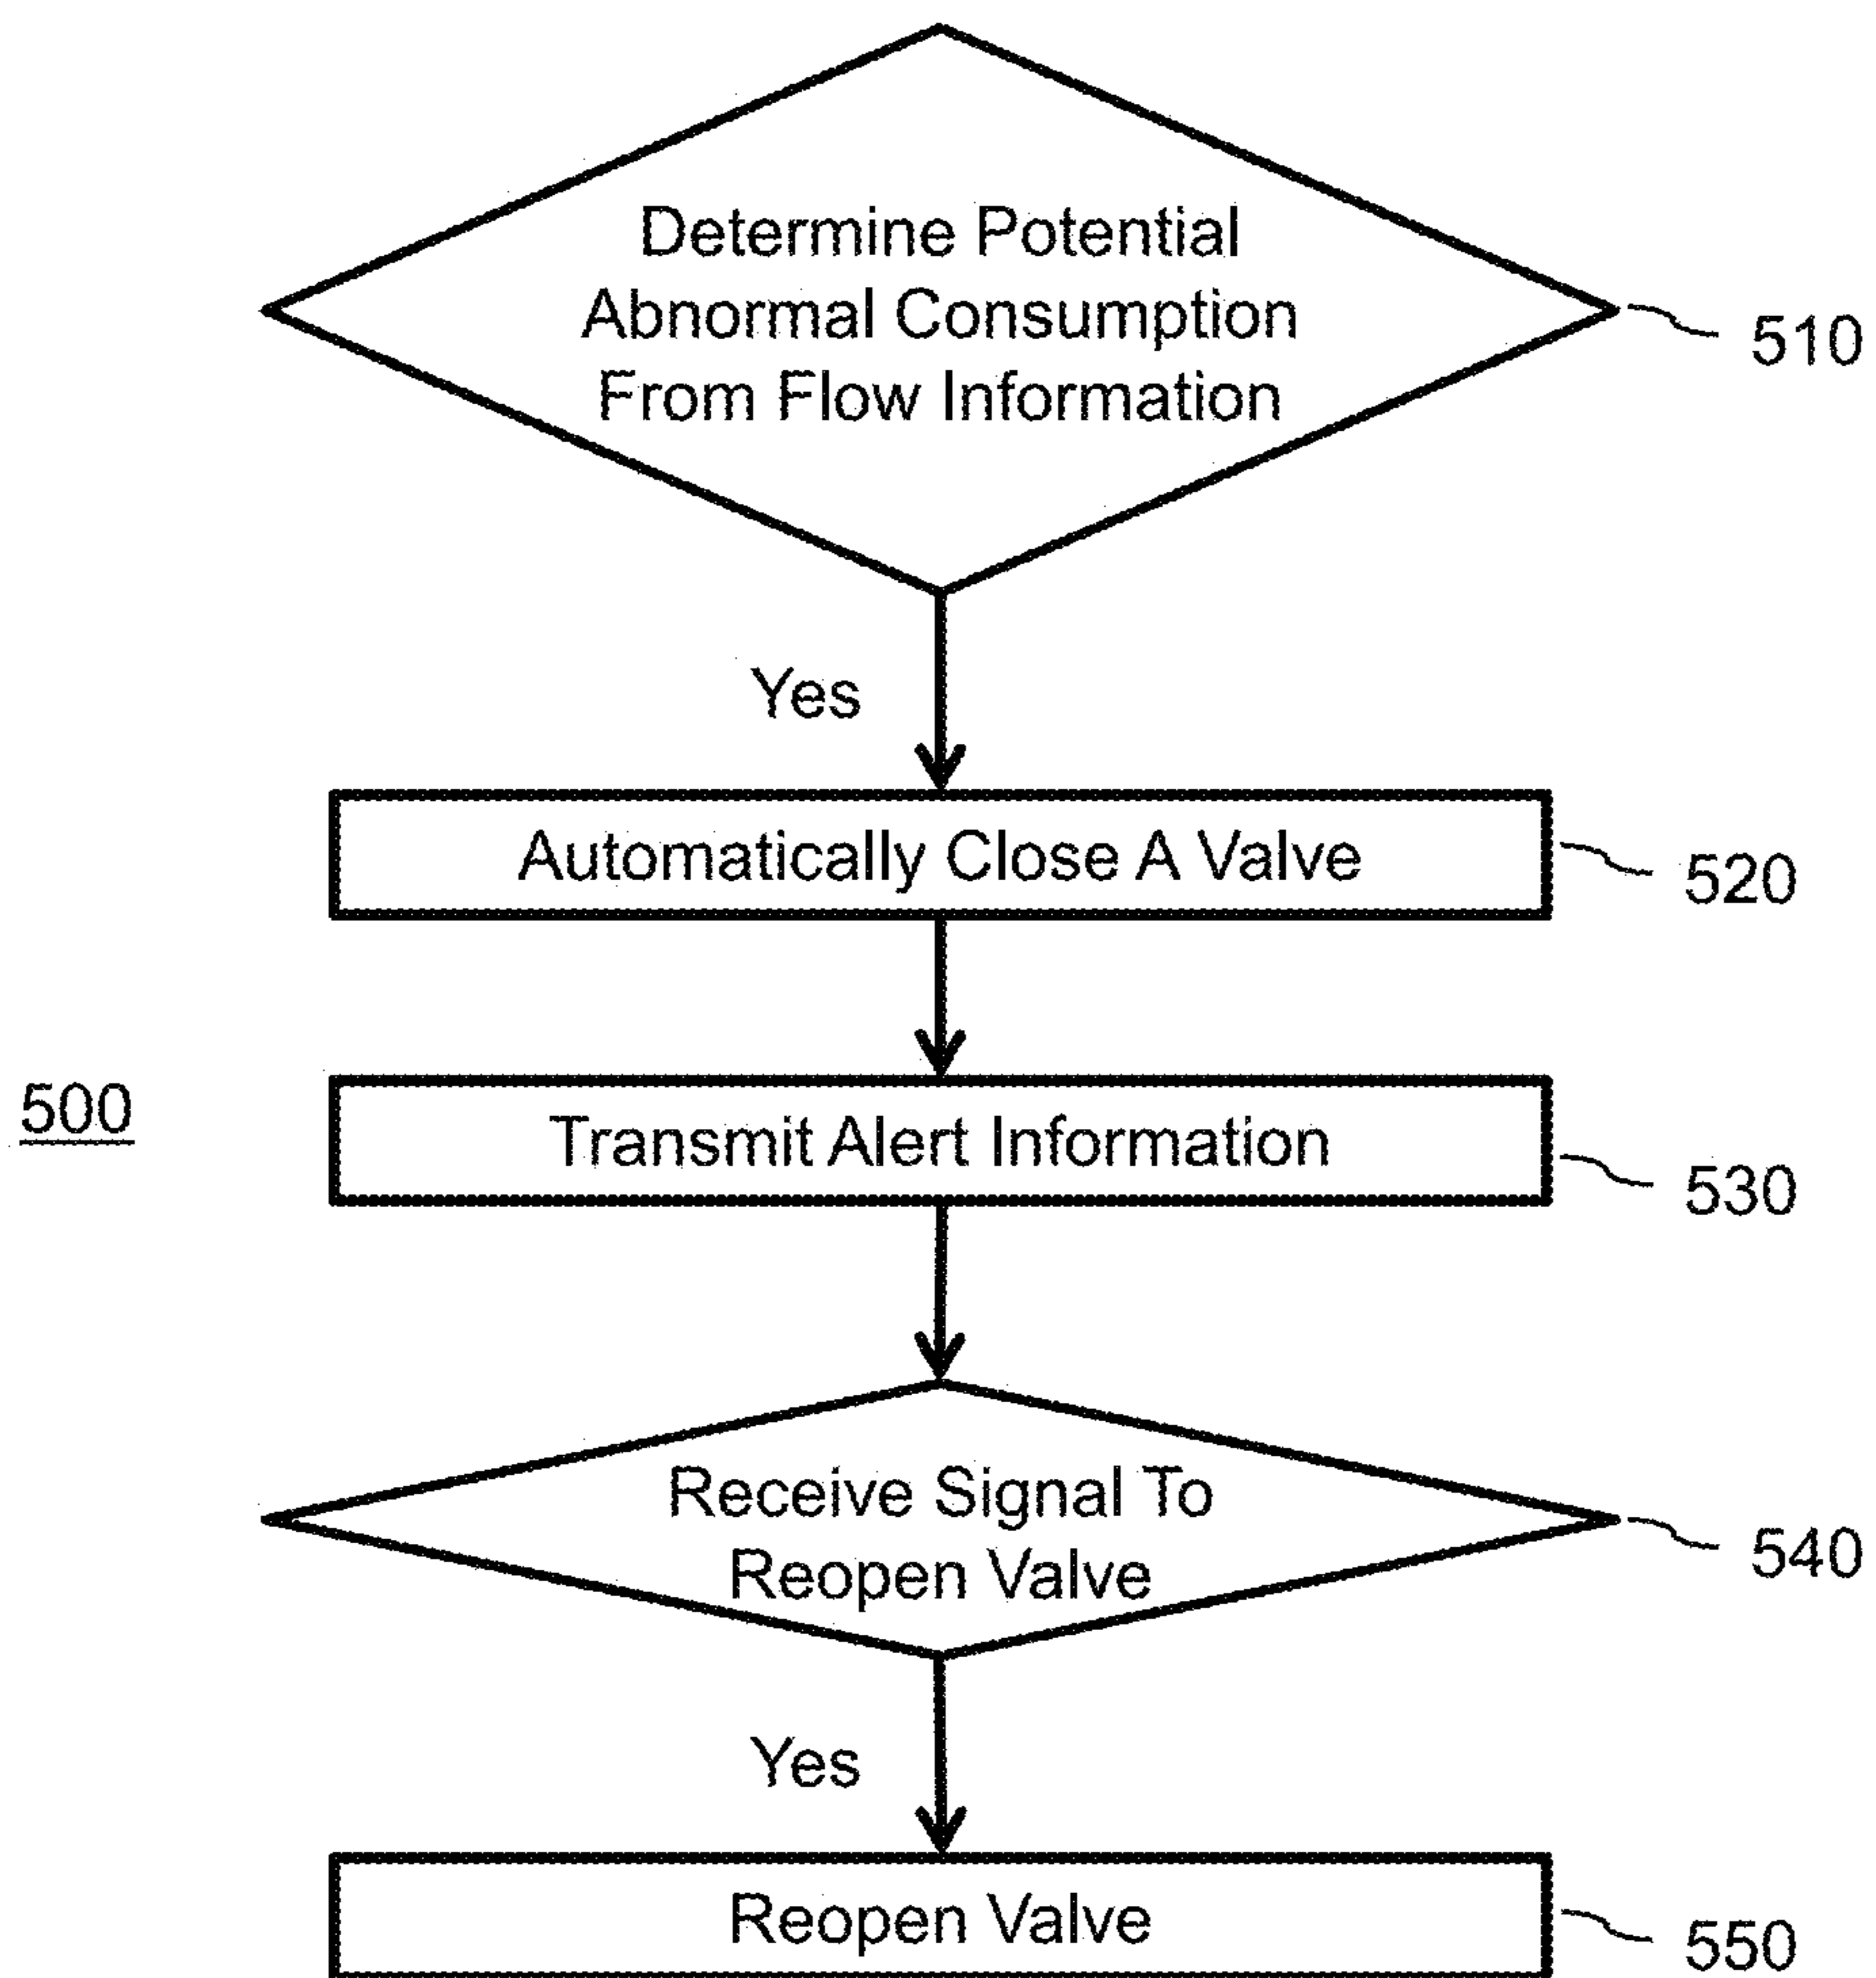 Determine Potential
Abnormal Consumption
From Flow Information
510
Yes
Automatically Close A Valve
520
500
Transmit Alert Information
530
Receive Signal To
Reopen Valve
540
Yes
Reopen Valve
550